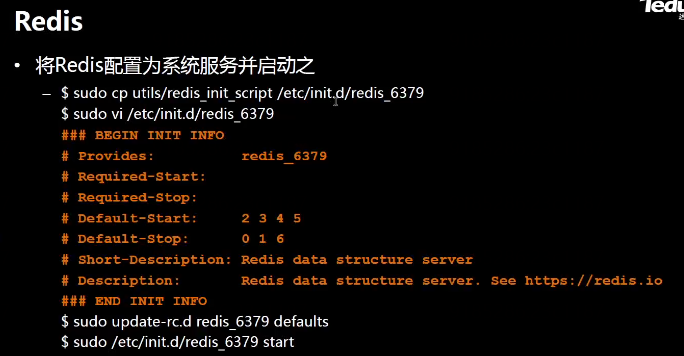 Redis
• 将Redis配置为系统服务并启动之
– $ sudo cp utils/redis_init_script /etc/init.d/redis_6379
$ sudo vi /etc/init.d/redis_6379
### BEGIN INIT INFO
# Provides: redis_6379
# Required-Start:
# Required-Stop:
# Default-Start: 2 3 4 5
# Default-Stop: 0 1 6
# Short-Description: Redis data structure server
# Description: Redis data structure server. See https://redis.io
### END INIT INFO
$ sudo update-rc.d redis_6379 defaults
$ sudo /etc/init.d/redis_6379 start